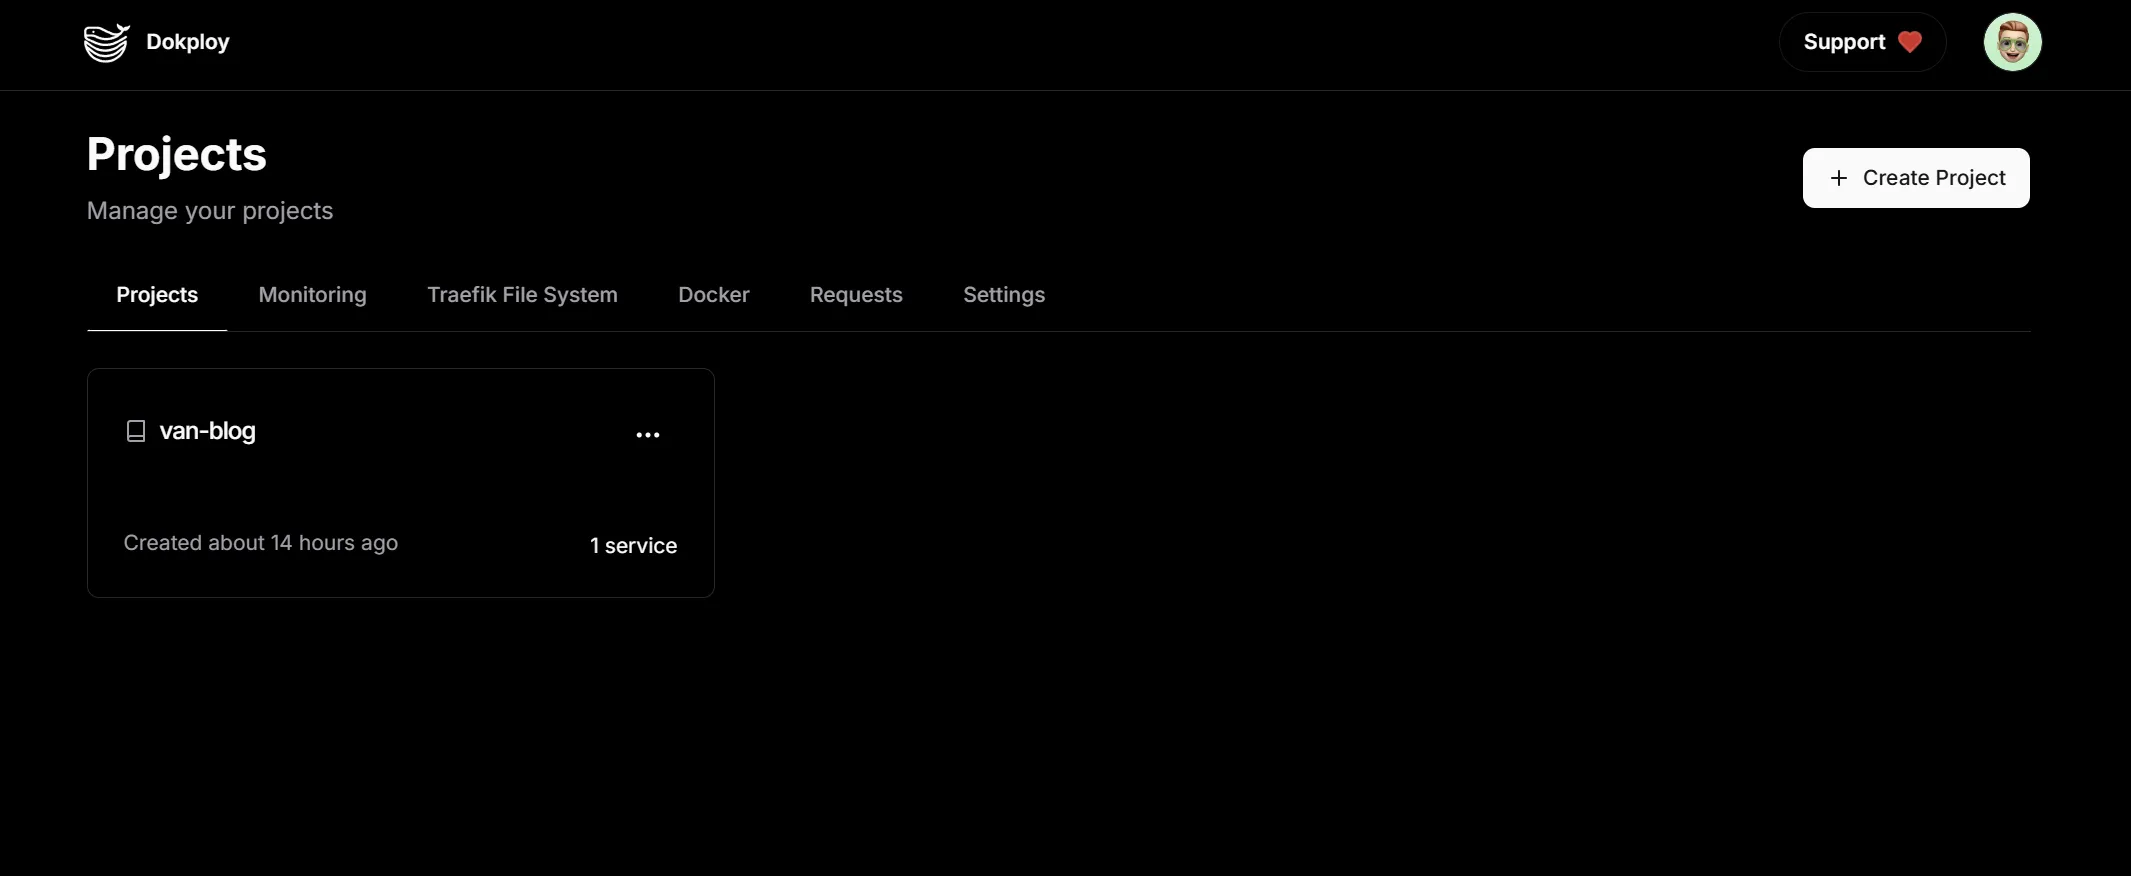 Dokploy
Support
Projects
Manage your projects
Create Project
Projects Monitoring Traefik File System Docker Requests Settings
van-blog
Created about 14 hours ago
1 service